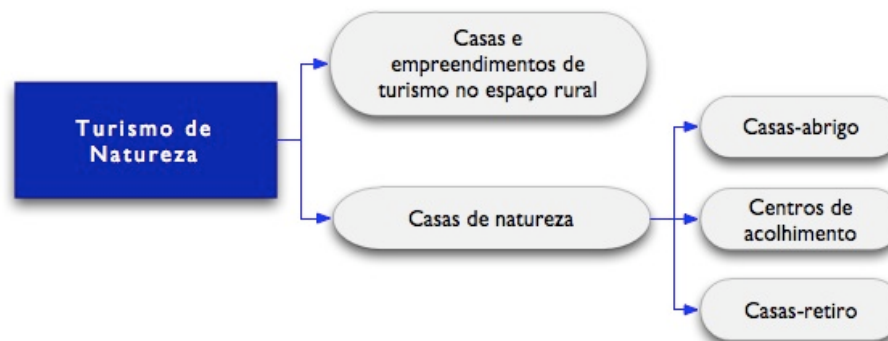 Turismo de
Natureza
Casas e
empreendimentos de
turismo no espaço rural
Casas de natureza
Casas-abrigo
Centros de
acolhimento
Casas-retiro